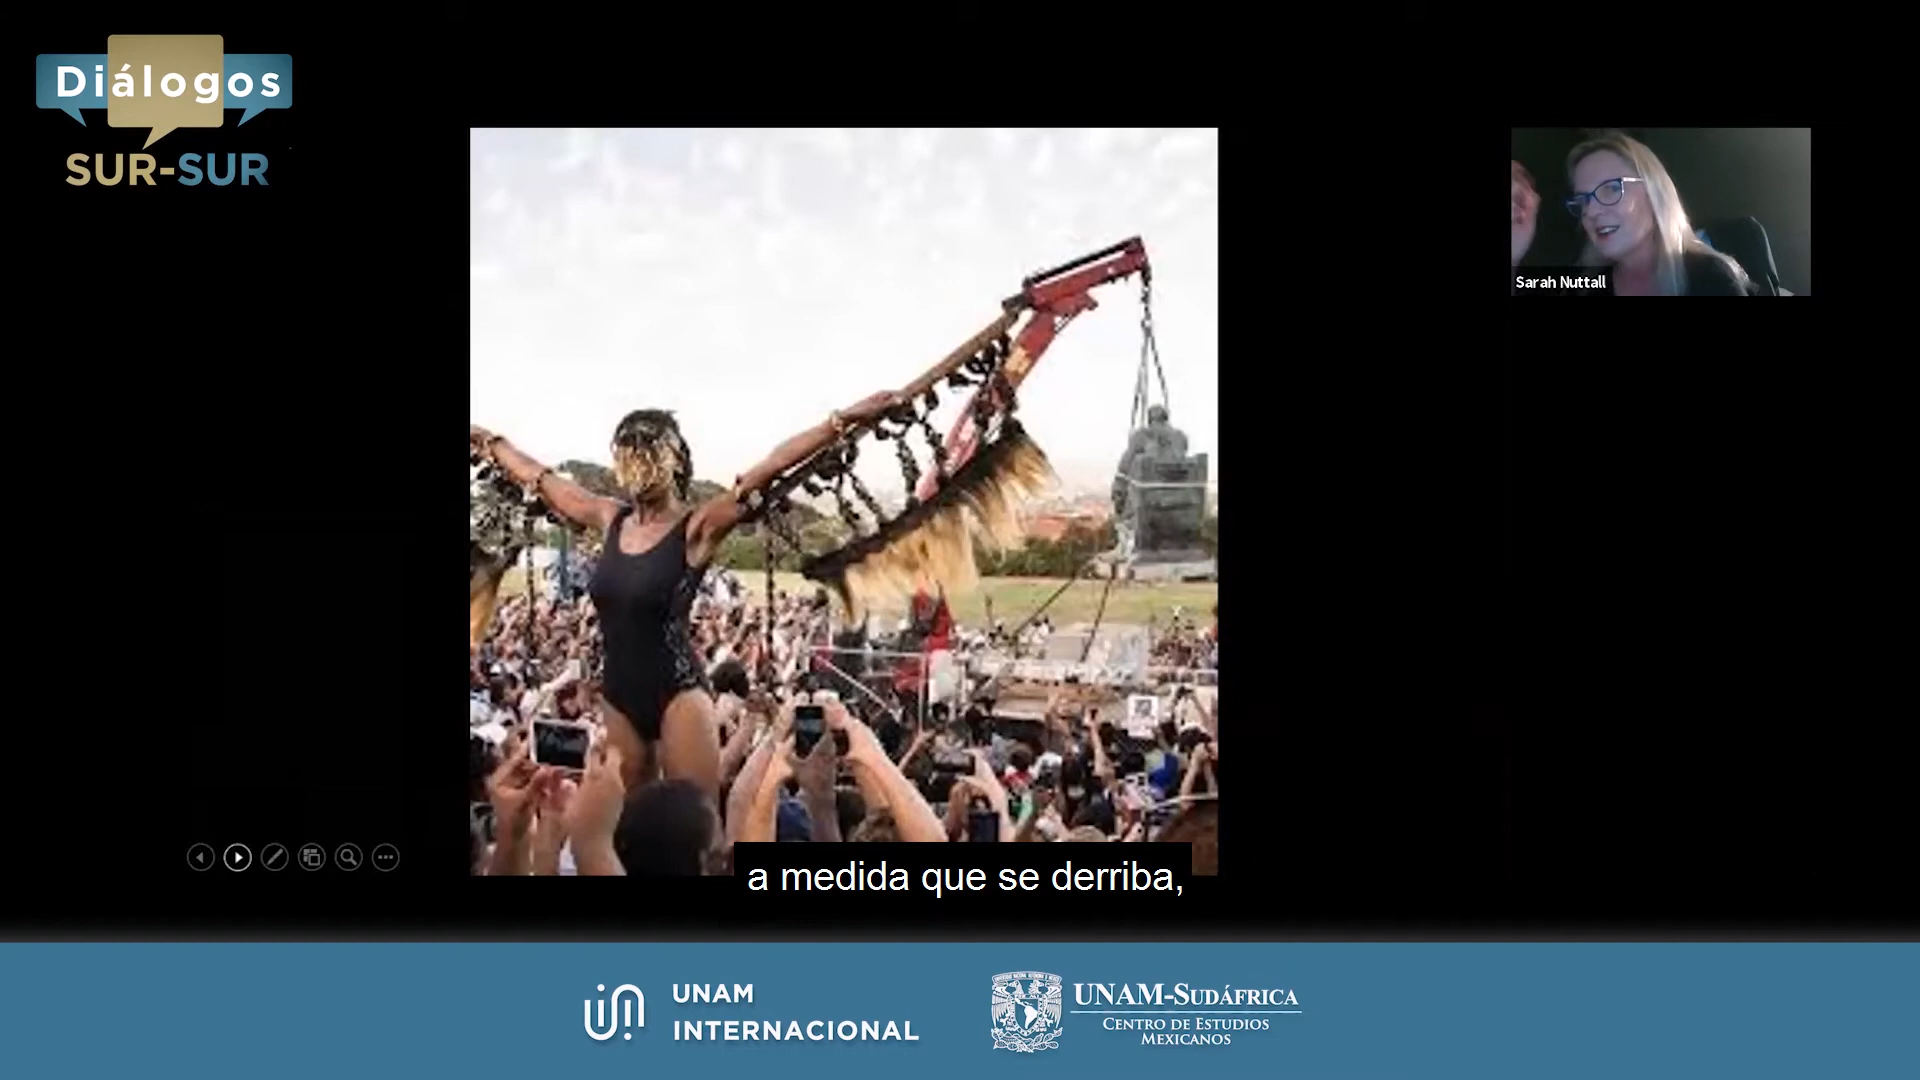 Diálogos
SUR-SUR
Sarah Nuttall
a medida que se derriba,
UNAM
INTERNACIONAL
UNAM-SUDÁFRICA
CENTRO DE ESTUDIOS
MEXICANOS